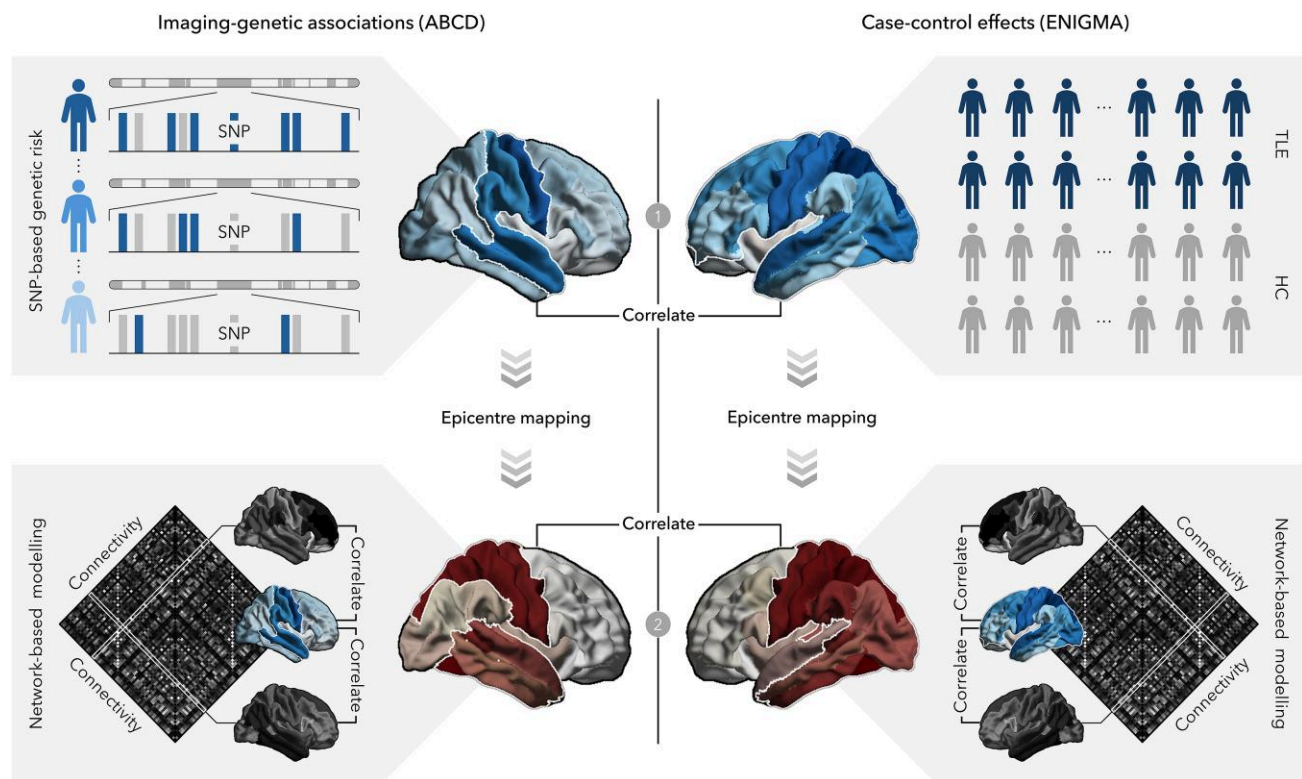 Imaging-genetic associations (ABCD)
Case-control effects (ENIGMA)
SNP-based genetic risk
SNP
SNP
SNP
...
...
...
...
...
...
TLE
HC
1
Correlate
Epicentre mapping
Epicentre mapping
Network-based modelling
Connectivity
Connectivity
Correlate
Correlate
Correlate
2
Correlate
Correlate
Connectivity
Connectivity
Network-based modelling